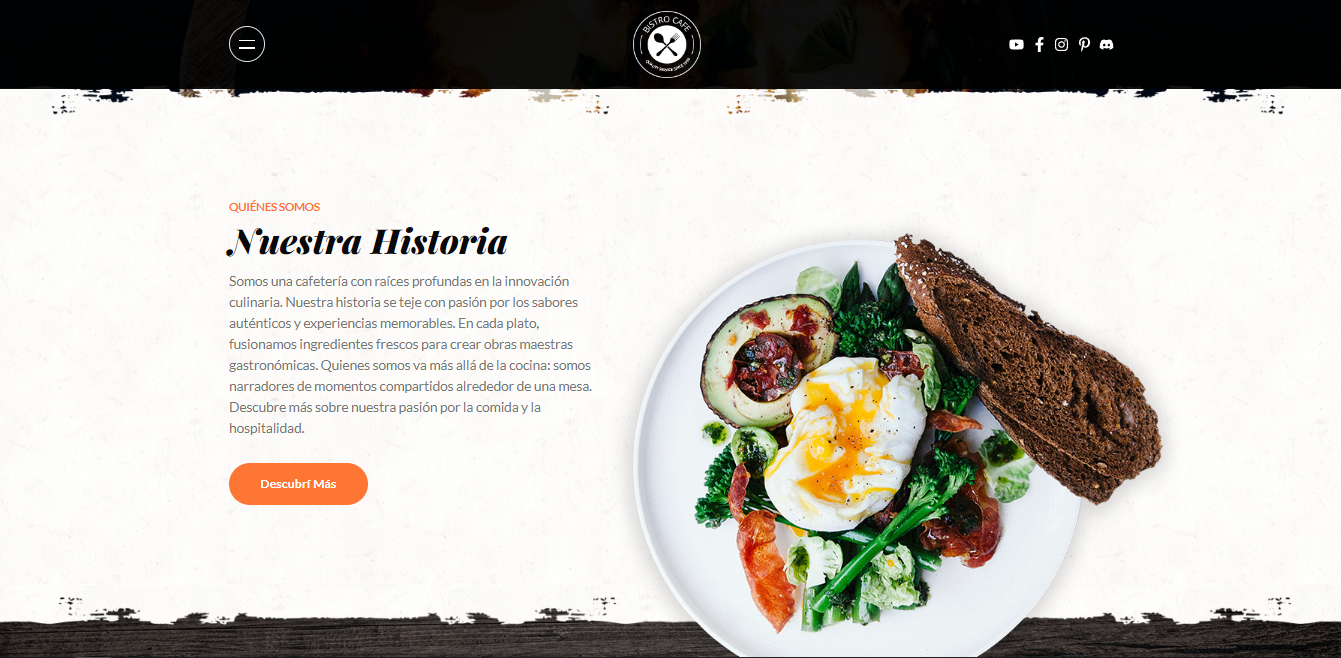 BISTRO CAFE
QUALITY SERVICE SINCE
QUIÉNES SOMOS
Nuestra Historia
Somos una cafetería con raíces profundas en la innovación
culinaria. Nuestra historia se teje con pasión por los sabores
auténticos y experiencias memorables. En cada plato,
fusionamos ingredientes frescos para crear obras maestras
gastronómicas. Quienes somos va más allá de la cocina: somos
narradores de momentos compartidos alrededor de una mesa.
Descubre más sobre nuestra pasión por la comida y la
hospitalidad.
Descubrí Más